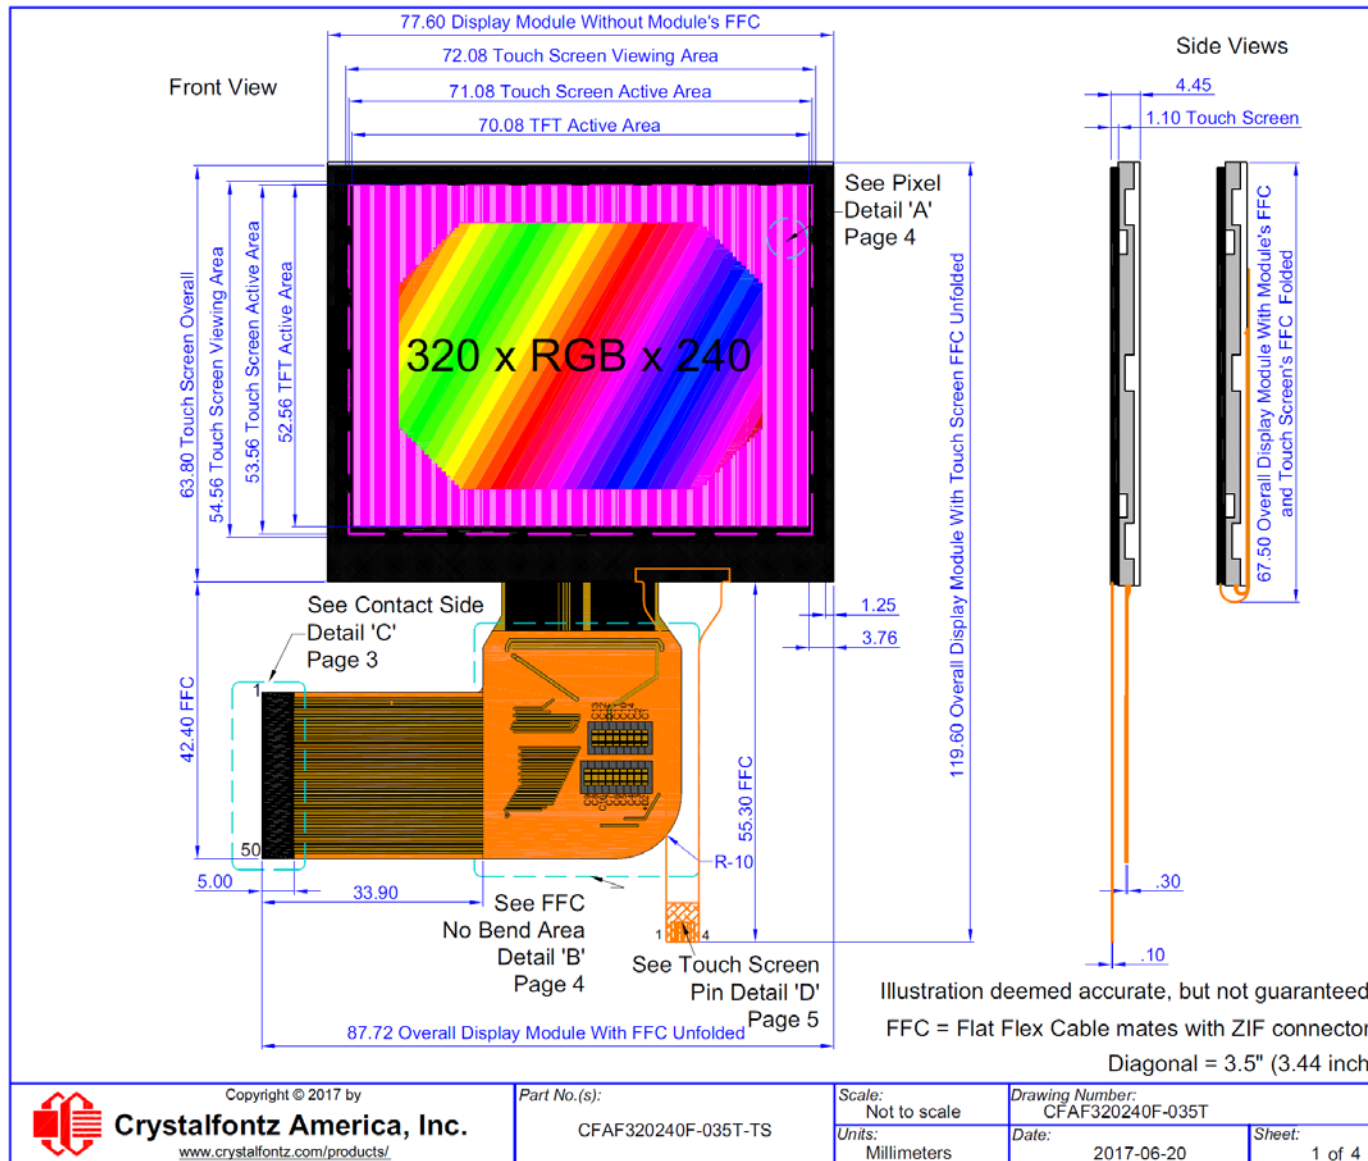 77.60 Display Module Without Module's FFC
72.08 Touch Screen Viewing Area
71.08 Touch Screen Active Area
70.08 TFT Active Area
Front View
Side Views
4.45
1.10 Touch Screen
See Pixel
Detail 'A'
Page 4
63.80 Touch Screen Overall
54.56 Touch Screen Viewing Area
53.56 Touch Screen Active Area
52.56 TFT Active Area
320 x RGB x 240
119.60 Overall Display Module With Touch Screen FFC Unfolded
67.50 Overall Display Module With Module's FFC
and Touch Screen's FFC Folded
See Contact Side
Detail 'C'
Page 3
1.25
3.76
42.40 FFC
1
50
55.30 FFC
R-10
5.00
33.90
.30
.10
See FFC
No Bend Area
Detail 'B'
Page 4
1
4
See Touch Screen
Pin Detail 'D'
Page 5
87.72 Overall Display Module With FFC Unfolded
Illustration deemed accurate, but not guaranteed
FFC = Flat Flex Cable mates with ZIF connector
Diagonal = 3.5" (3.44 inch
Copyright © 2017 by
Crystalfontz America, Inc.
www.crystalfontz.com/products/
Part No.(s):
CFAF320240F-035T-TS
Scale:
Not to scale
Drawing Number:
CFAF320240F-035T
Units:
Millimeters
Date:
2017-06-20
Sheet:
1 of 4